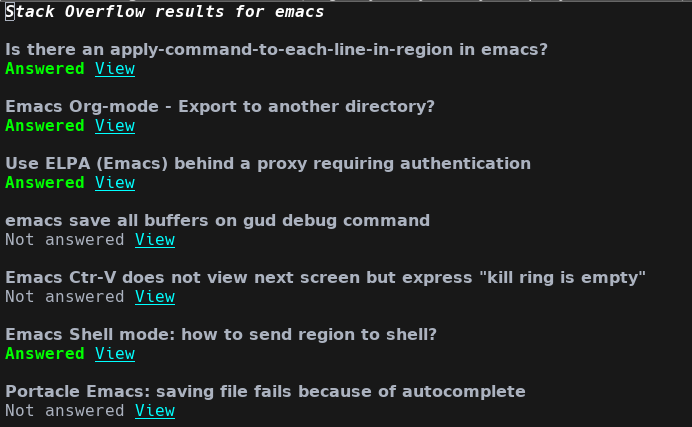 Stack Overflow results for emacs
Is there an apply-command-to-each-line-in-region in emacs?
Answered View
Emacs Org-mode - Export to another directory?
Answered View
Use ELPA (Emacs) behind a proxy requiring authentication
Answered View
emacs save all buffers on gud debug command
Not answered View
Emacs Ctr-V does not view next screen but express "kill ring is empty"
Not answered View
Emacs Shell mode: how to send region to shell?
Answered View
Portacle Emacs: saving file fails because of autocomplete
Not answered View